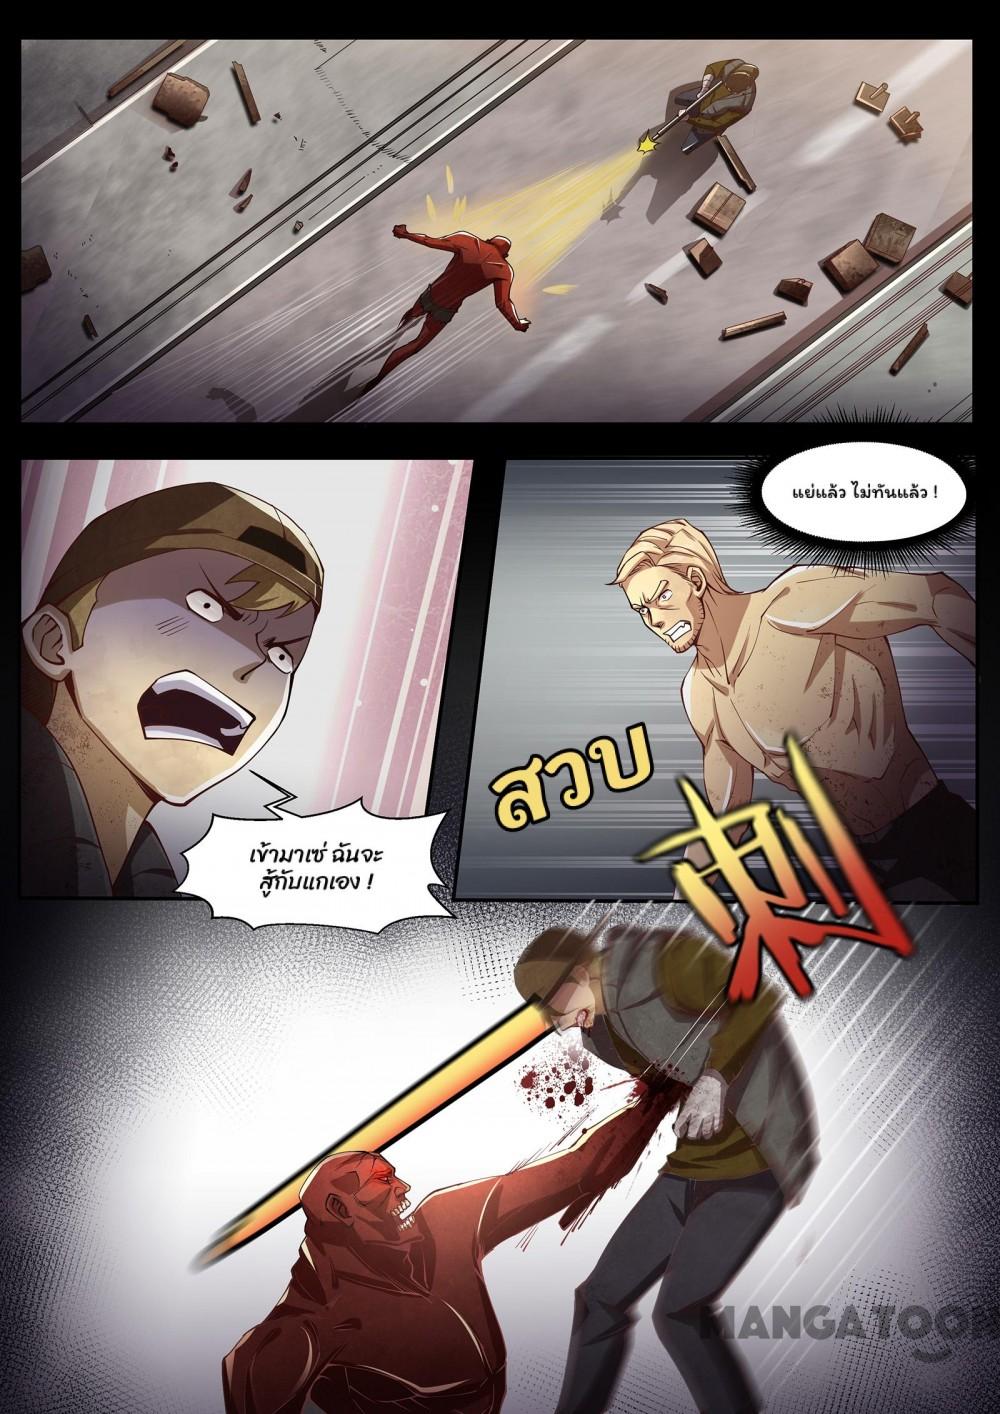 แย่แล้ว ไม่ทันแล้ว !
เข้ามาเซ่ ฉันจะ
สู้กับแกเอง !
สวบ
刺
MANGATOON